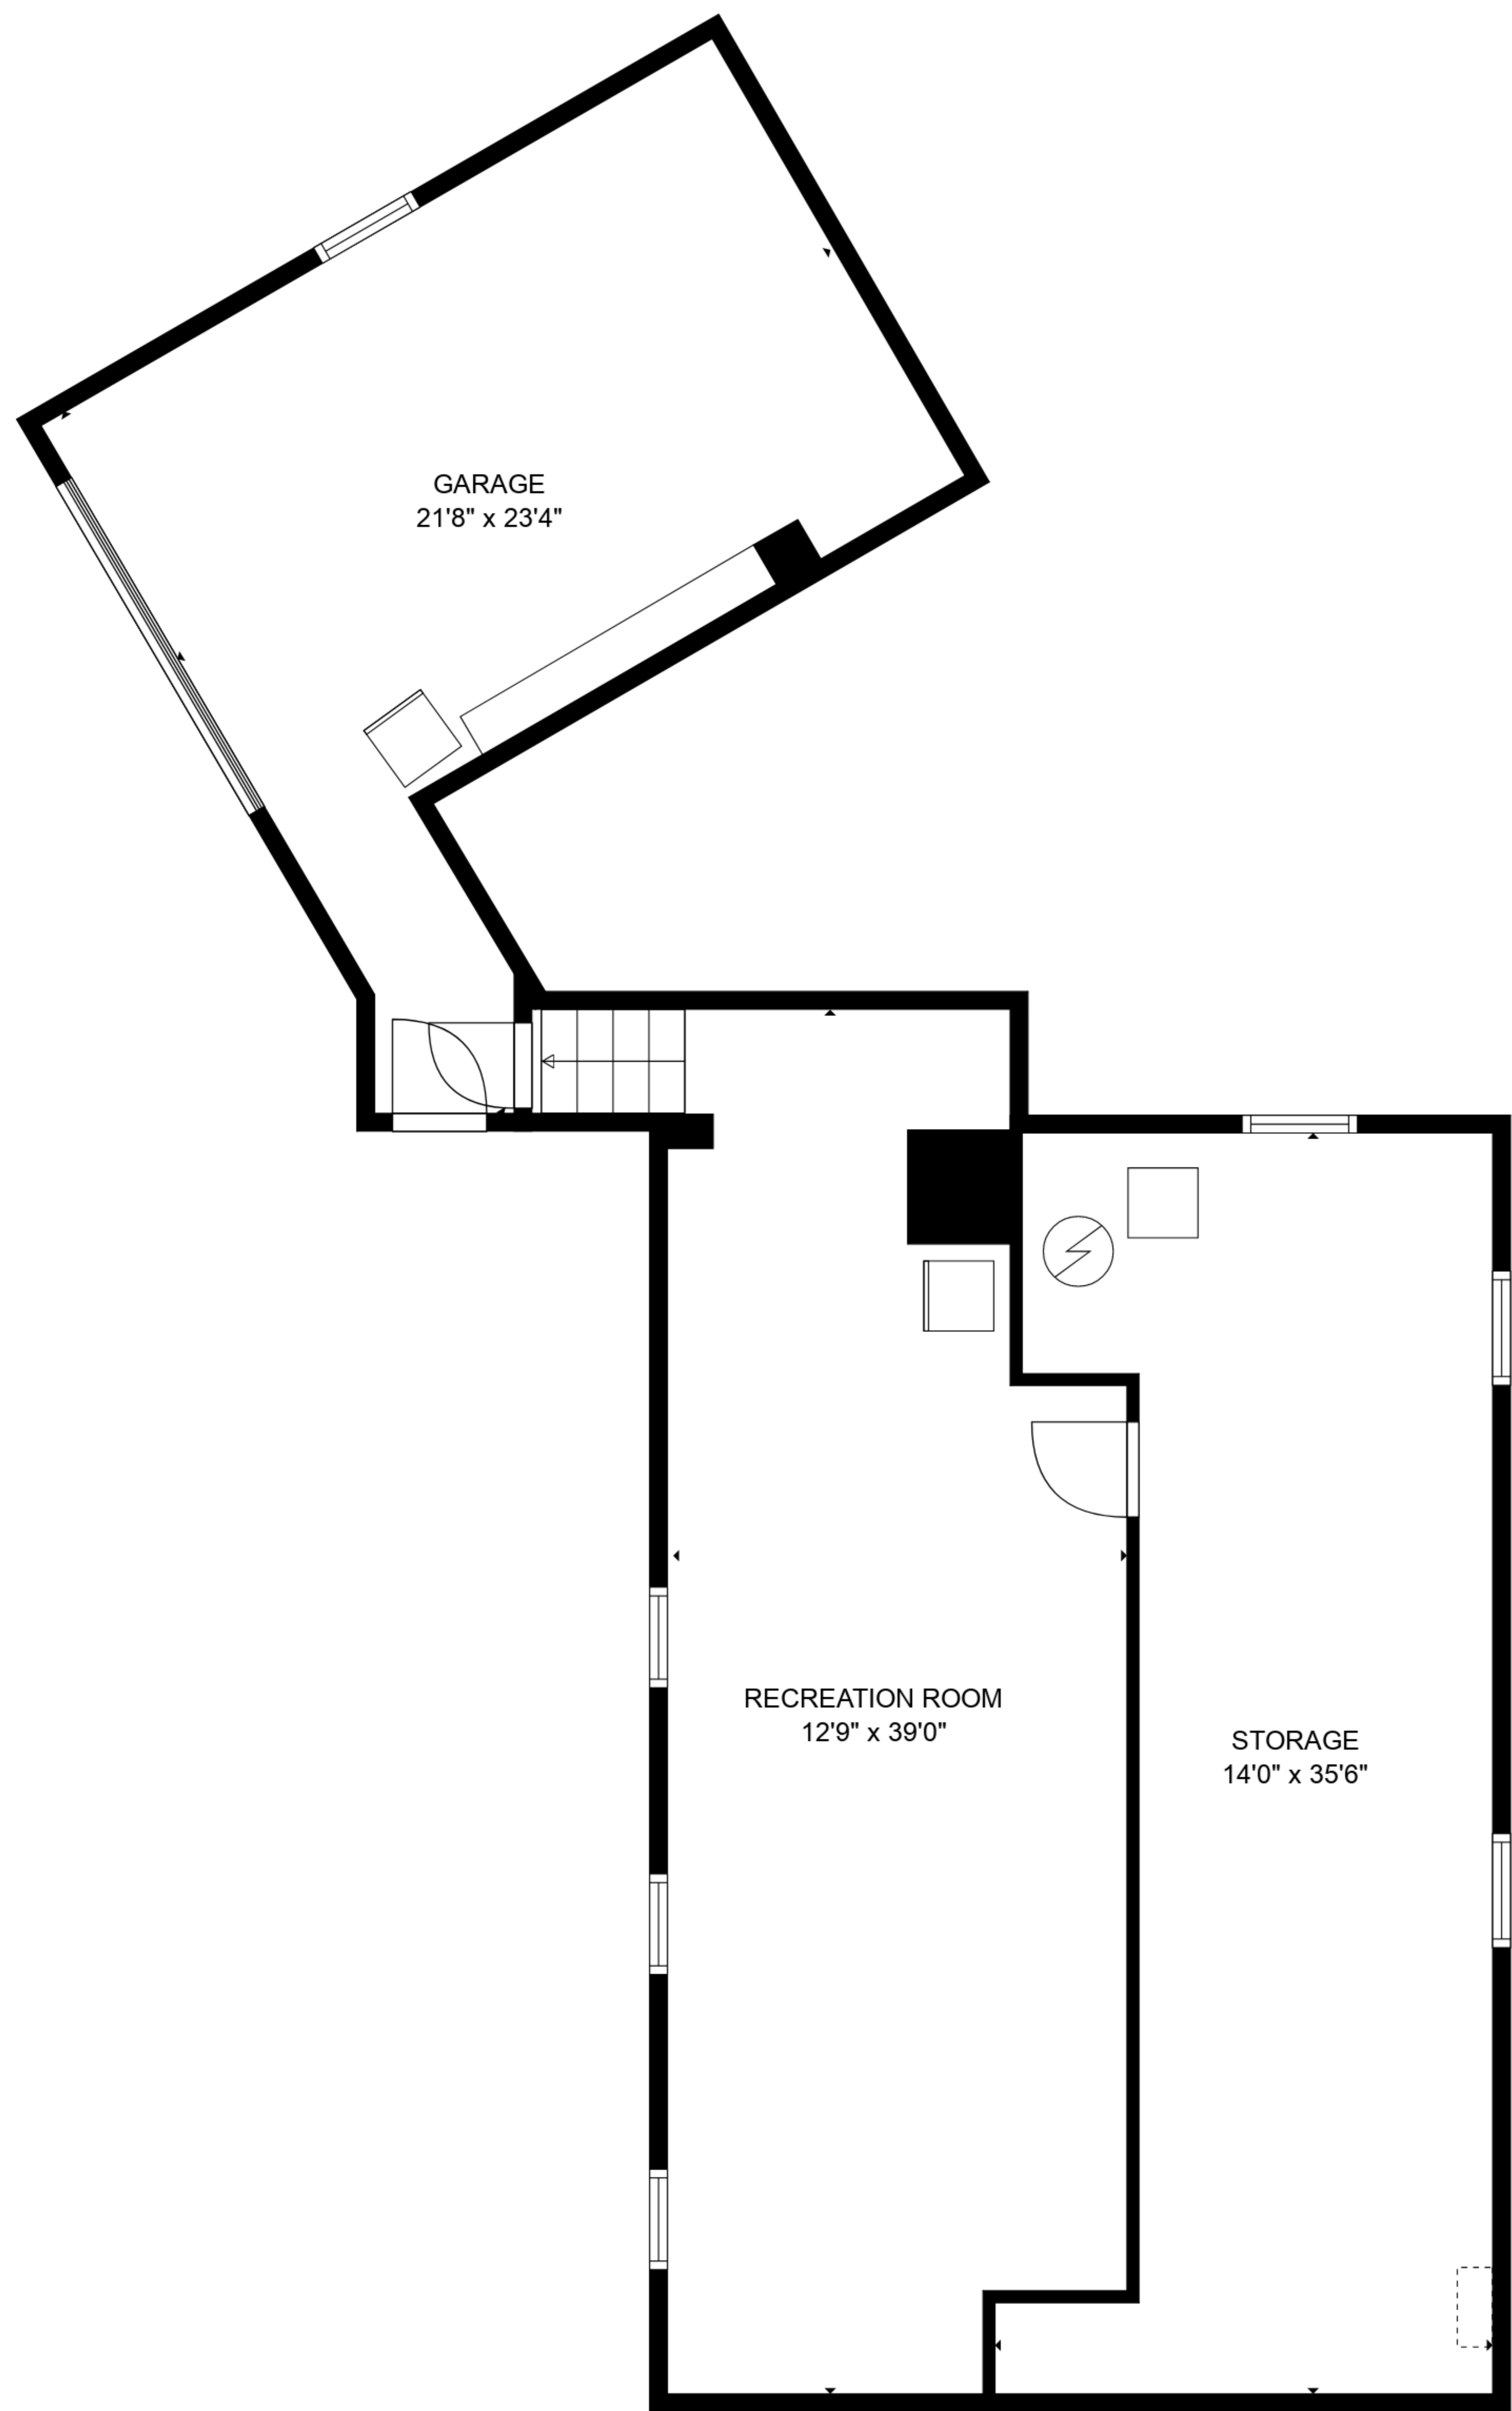 GARAGE
21'8" x 23'4"
RECREATION ROOM
12'9" x 39'0"
STORAGE
14'0" x 35'6"